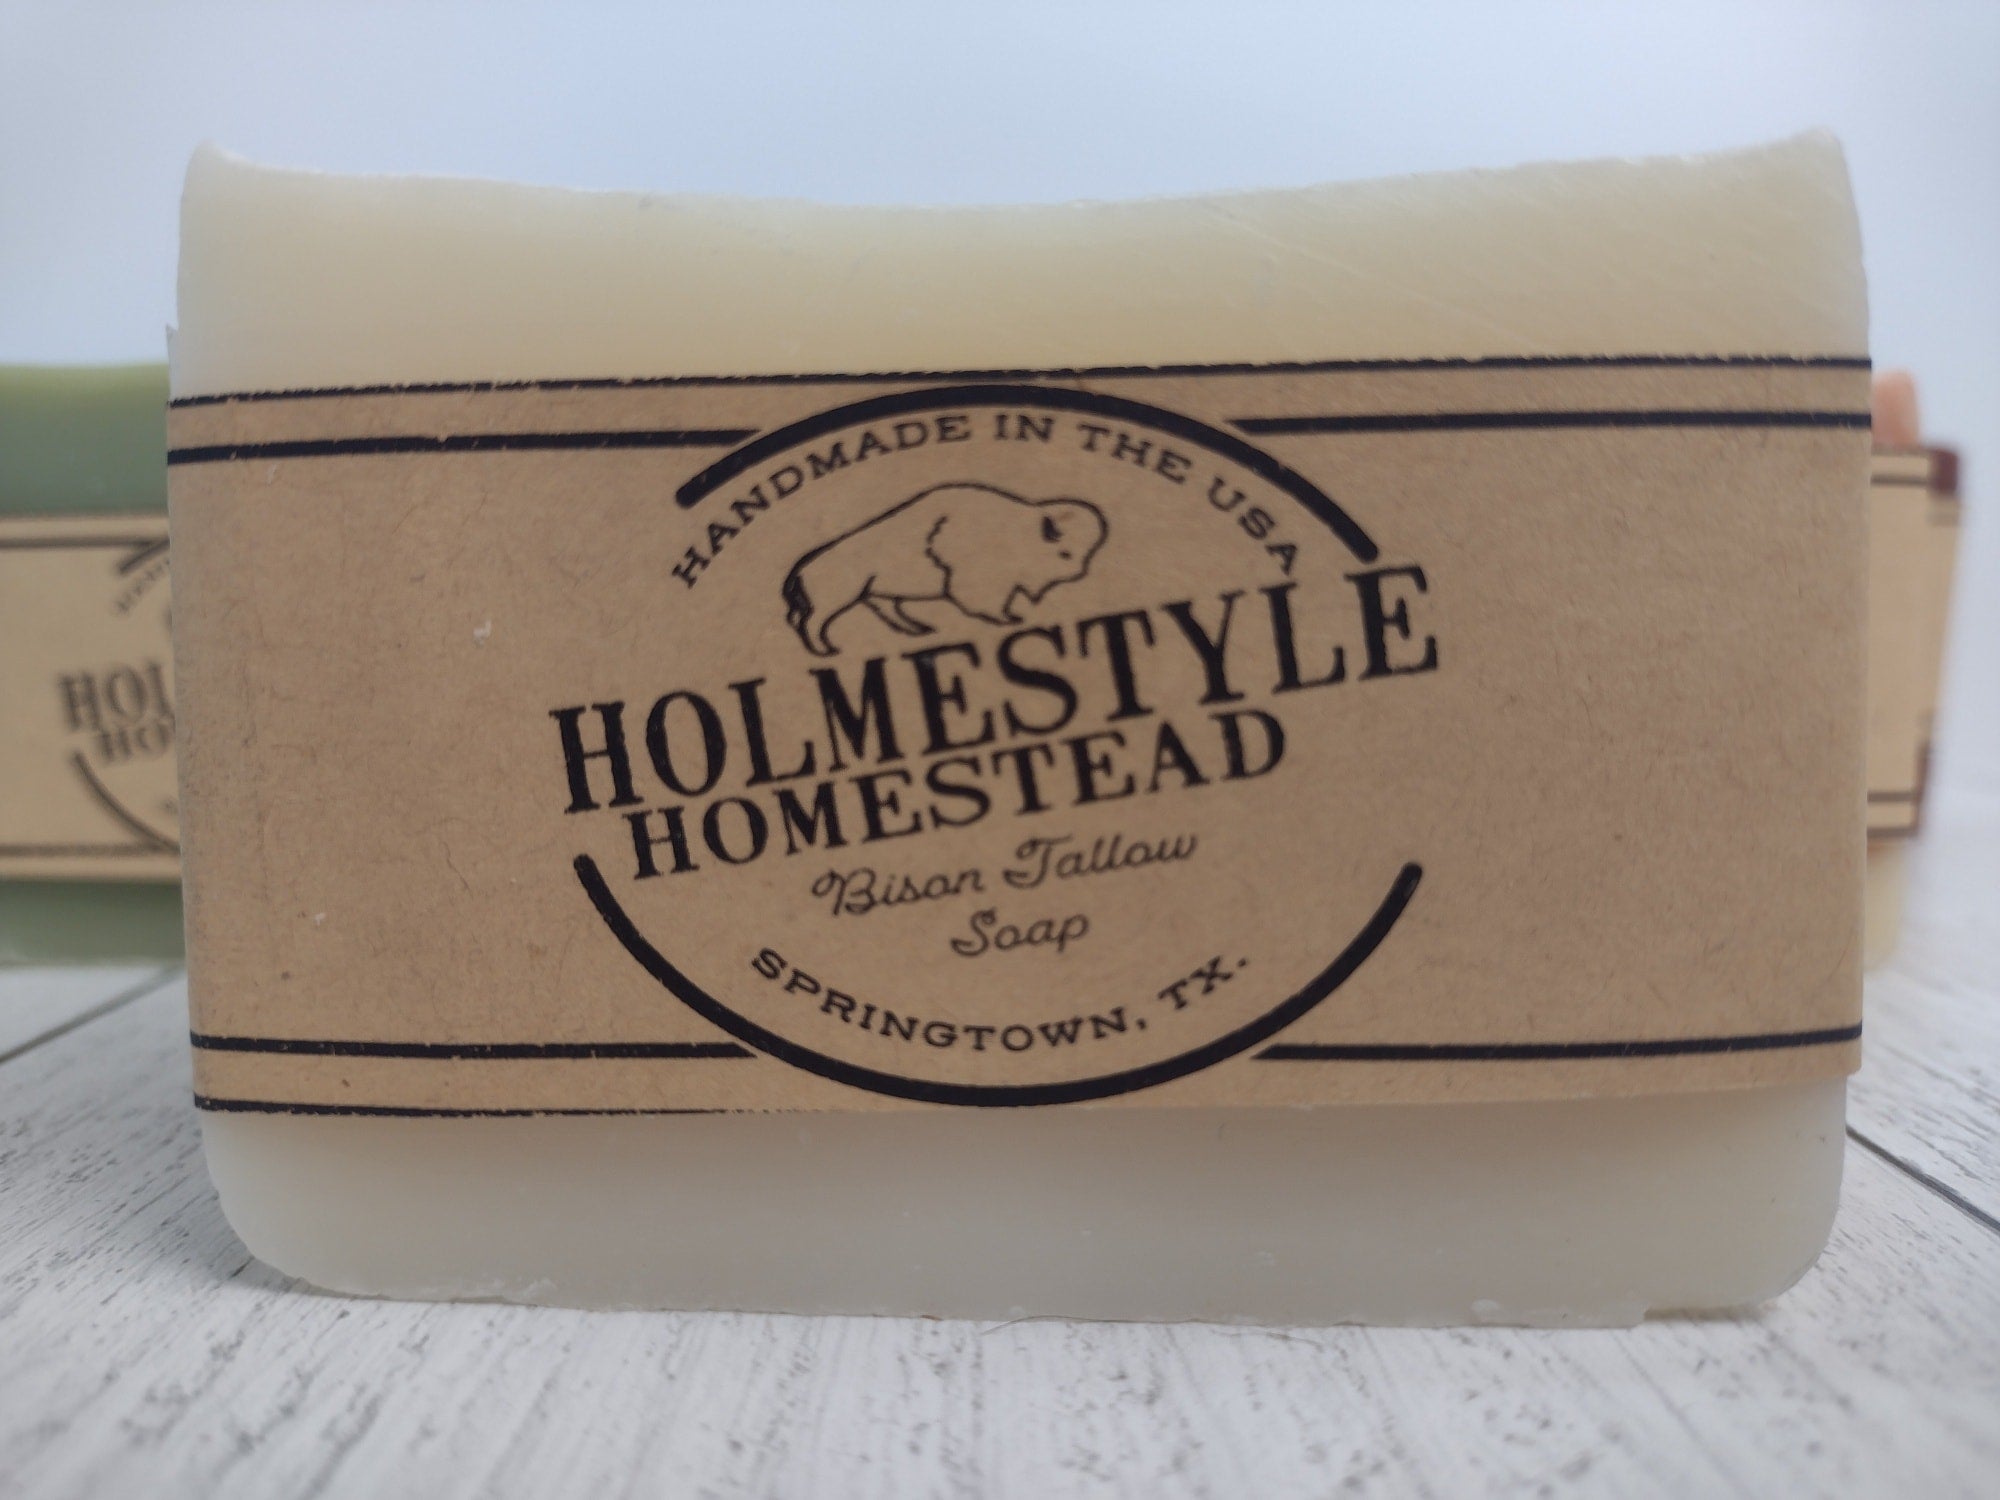 HANDMADE IN THE USA
HOLMESTYLE
HOMESTEAD
Bison Tallow
Soap
SPRINGTOWN, TX.